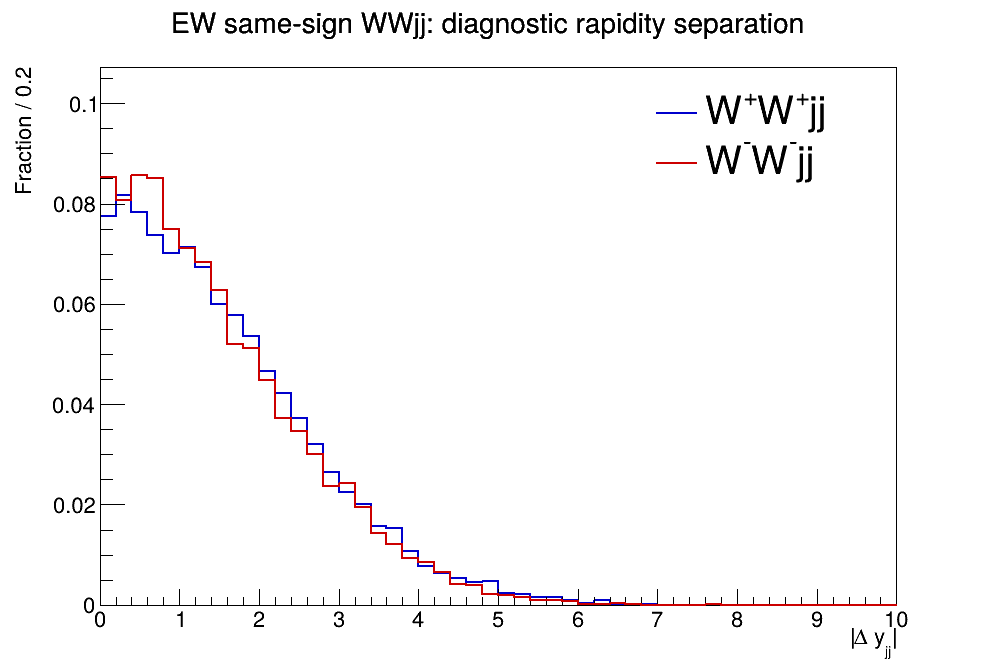 EW same-sign WWjj: diagnostic rapidity separation
Fraction / 0.2
0.1
0.08
0.06
0.04
0.02
0
W⁺W⁺jj
W⁻W⁻jj
0 1 2 3 4 5 6 7 8 9 10
|Δ y_jj|